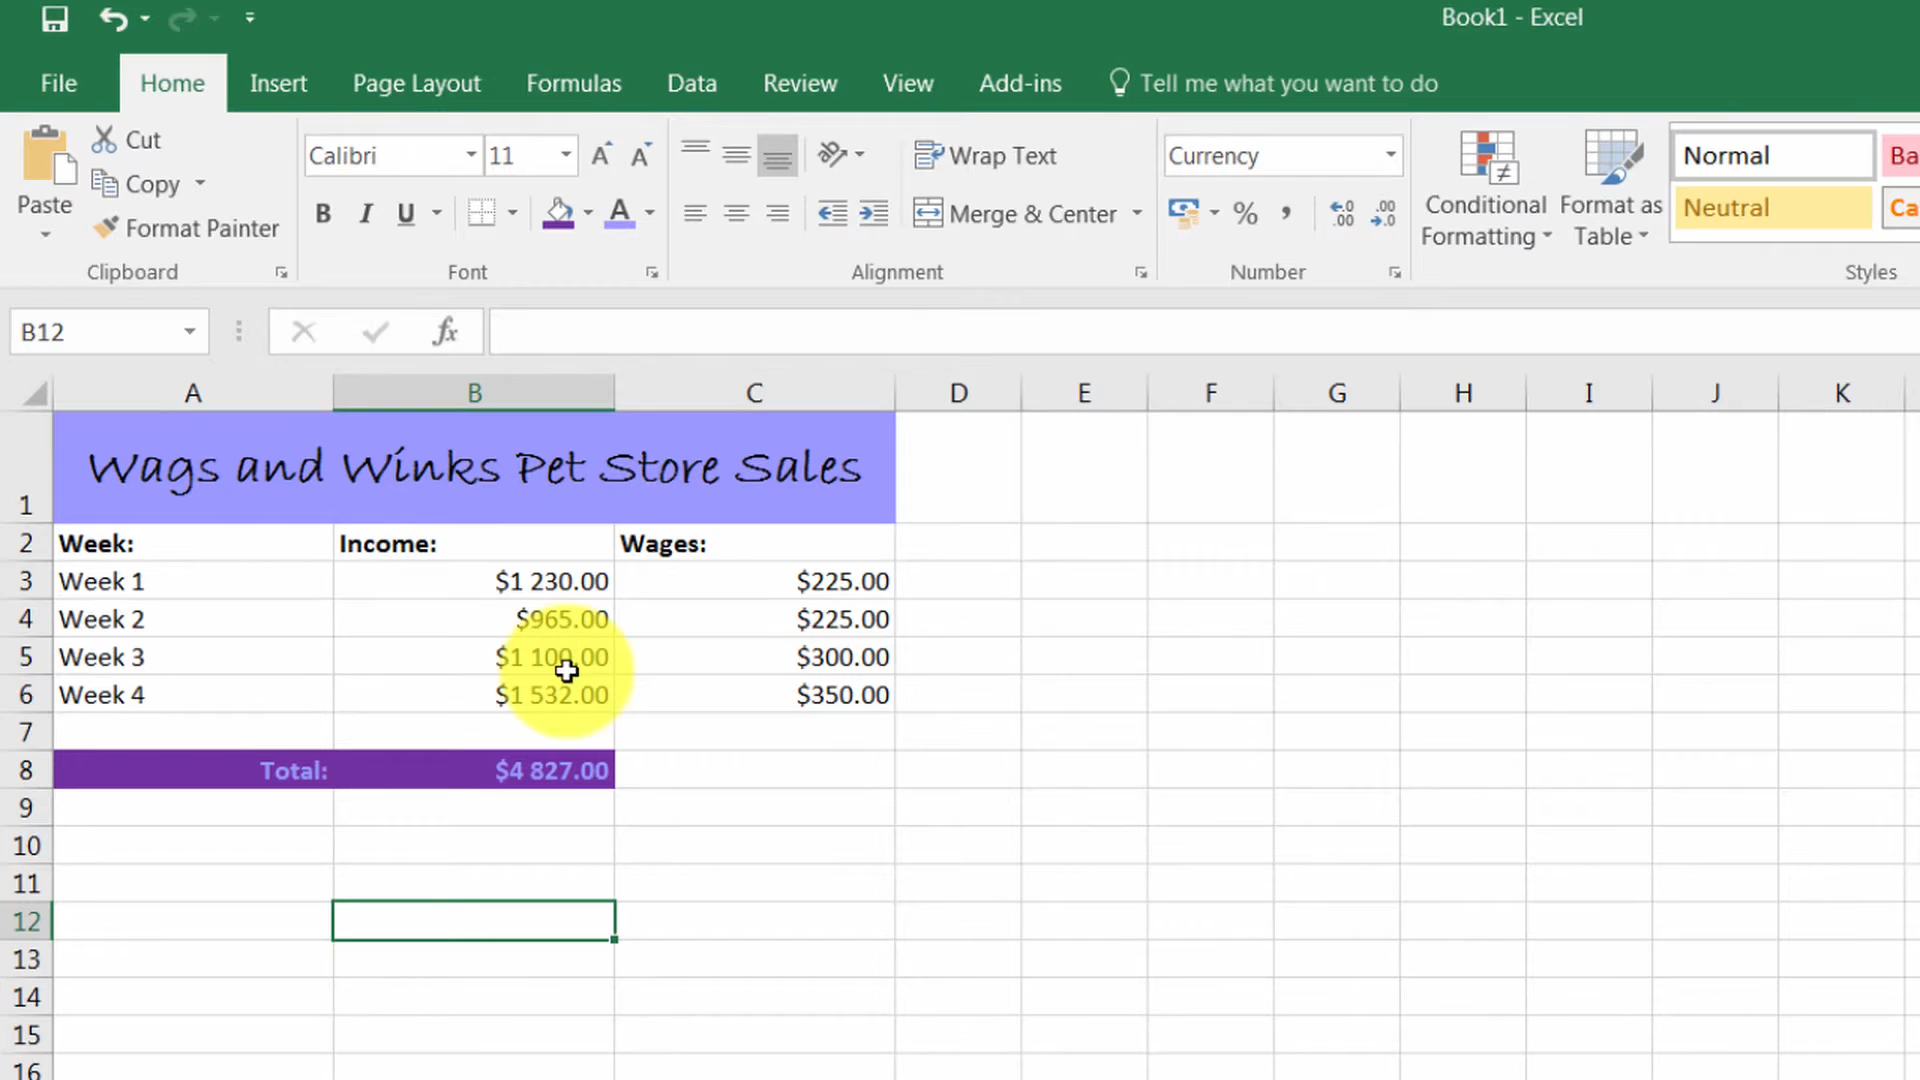 Book1 - Excel
File Home Insert Page Layout Formulas Data Review View Add-ins Tell me what you want to do
Cut
Copy
Paste
Format Painter
Clipboard
Calibri 11
B I U A
Font
Wrap Text
Merge & Center
Alignment
Currency
% ,
Number
Conditional Formatting
Format as Table
Normal
Neutral
Styles
B12 fx
A B C D E F G H I J K
1 Wags and Winks Pet Store Sales
2 Week: Income: Wages:
3 Week 1 $1 230.00 $225.00
4 Week 2 $965.00 $225.00
5 Week 3 $1 100.00 $300.00
6 Week 4 $1 532.00 $350.00
7
8 Total: $4 827.00
9
10
11
12
13
14
15
16